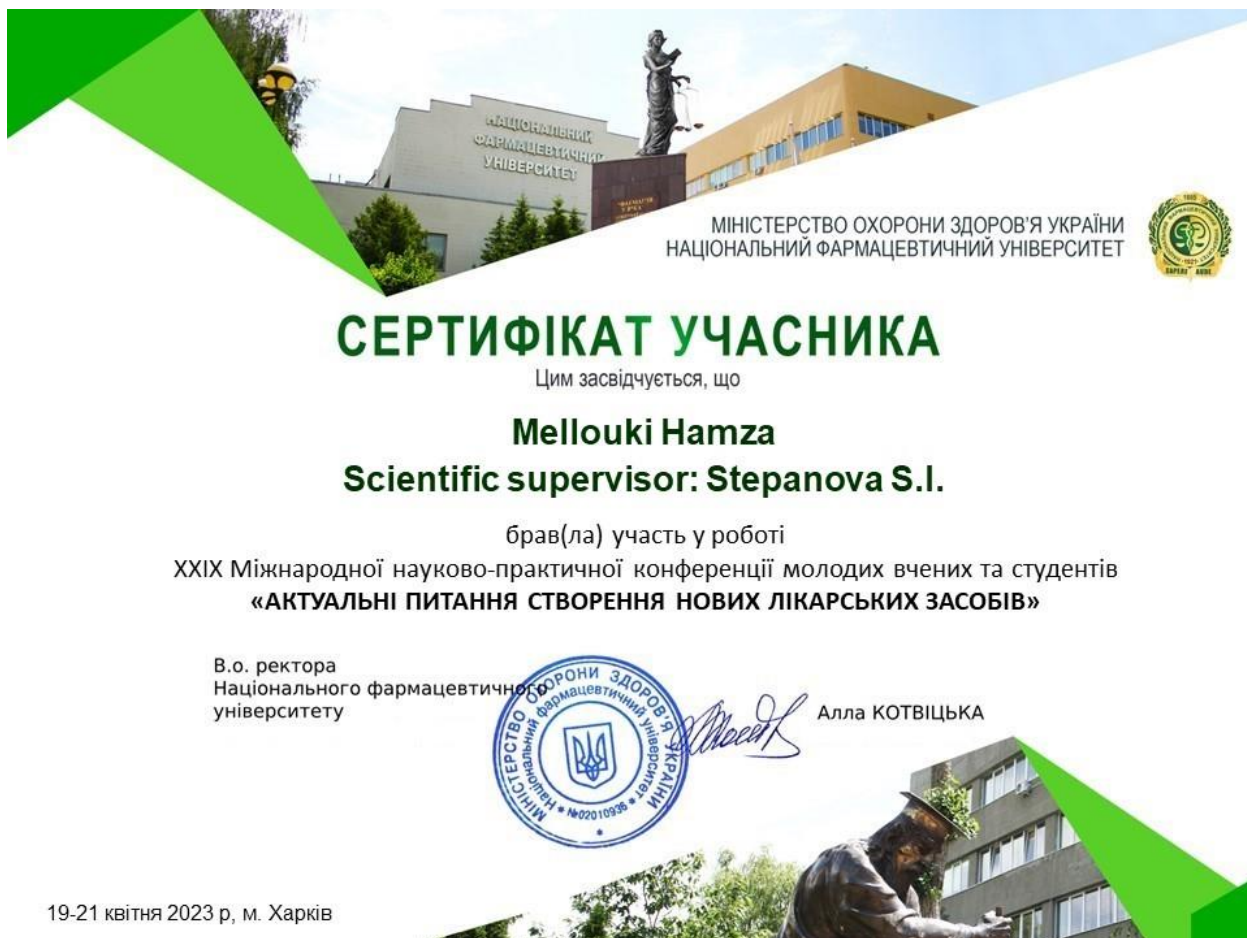 НАЦІОНАЛЬНИЙ
ФАРМАЦЕВТИЧНИЙ
УНІВЕРСИТЕТ
МІНІСТЕРСТВО ОХОРОНИ ЗДОРОВ'Я УКРАЇНИ
НАЦІОНАЛЬНИЙ ФАРМАЦЕВТИЧНИЙ УНІВЕРСИТЕТ
SAPERE AUDE
СЕРТИФІКАТ УЧАСНИКА
Цим засвідчується, що
Mellouki Hamza
Scientific supervisor: Stepanova S.I.
брав(ла) участь у роботі
XXIX Міжнародної науково-практичної конференції молодих вчених та студентів
«АКТУАЛЬНІ ПИТАННЯ СТВОРЕННЯ НОВИХ ЛІКАРСЬКИХ ЗАСОБІВ»
В.о. ректора
Національного фармацевтичного
університету
МІНІСТЕРСТВО ОХОРОНИ ЗДОРОВ'Я УКРАЇНИ
Національний фармацевтичний університет
№02010936
Алла КОТВІЦЬКА
19-21 квітня 2023 р, м. Харків